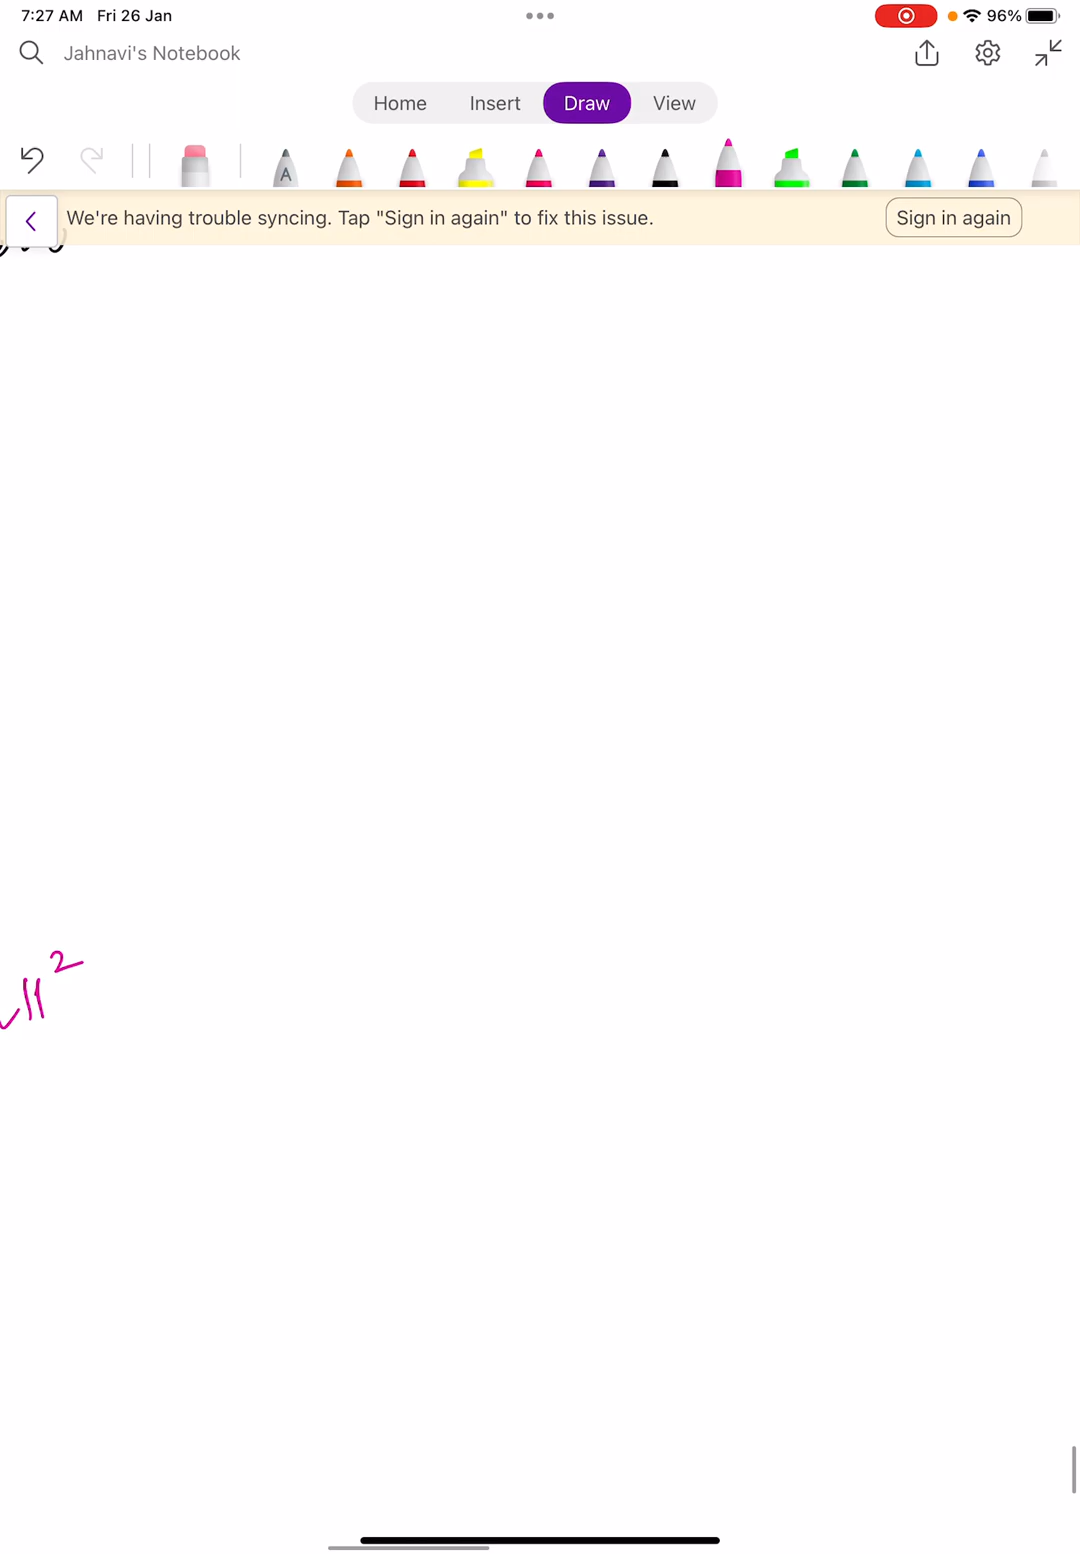 7:27 AM Fri 26 Jan 96%
Jahnavi's Notebook
Home Insert Draw View
A
We're having trouble syncing. Tap "Sign in again" to fix this issue. Sign in again
||²